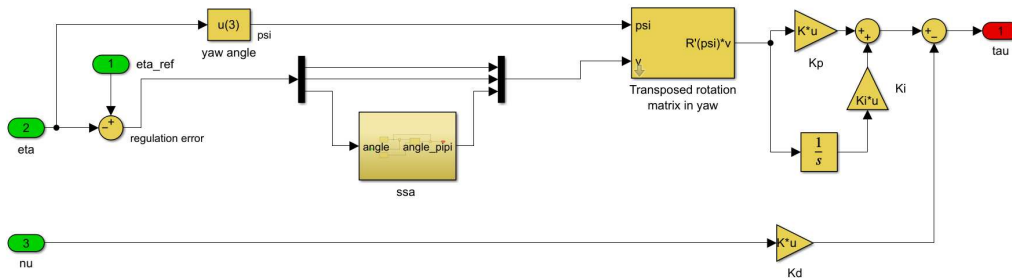 u(3)
psi
yaw angle
1
eta_ref
2
eta
regulation error
angle
angle_pipi
ssa
psi
R'(psi)*v
v
Transposed rotation
matrix in yaw
K*u
Kp
Ki*u
Ki
1
s
1
tau
3
nu
K*u
Kd